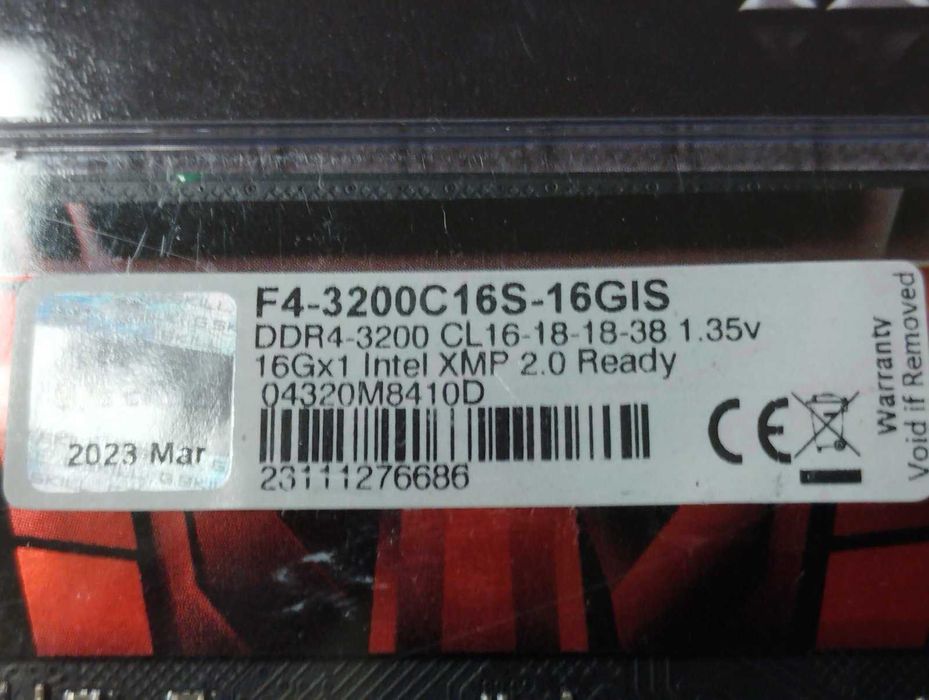 F4-3200C16S-16GIS
DDR4-3200 CL16-18-18-38 1.35v
16Gx1 Intel XMP 2.0 Ready
04320M8410D
2023 Mar
23111276686
CE
Warranty
Void if Removed